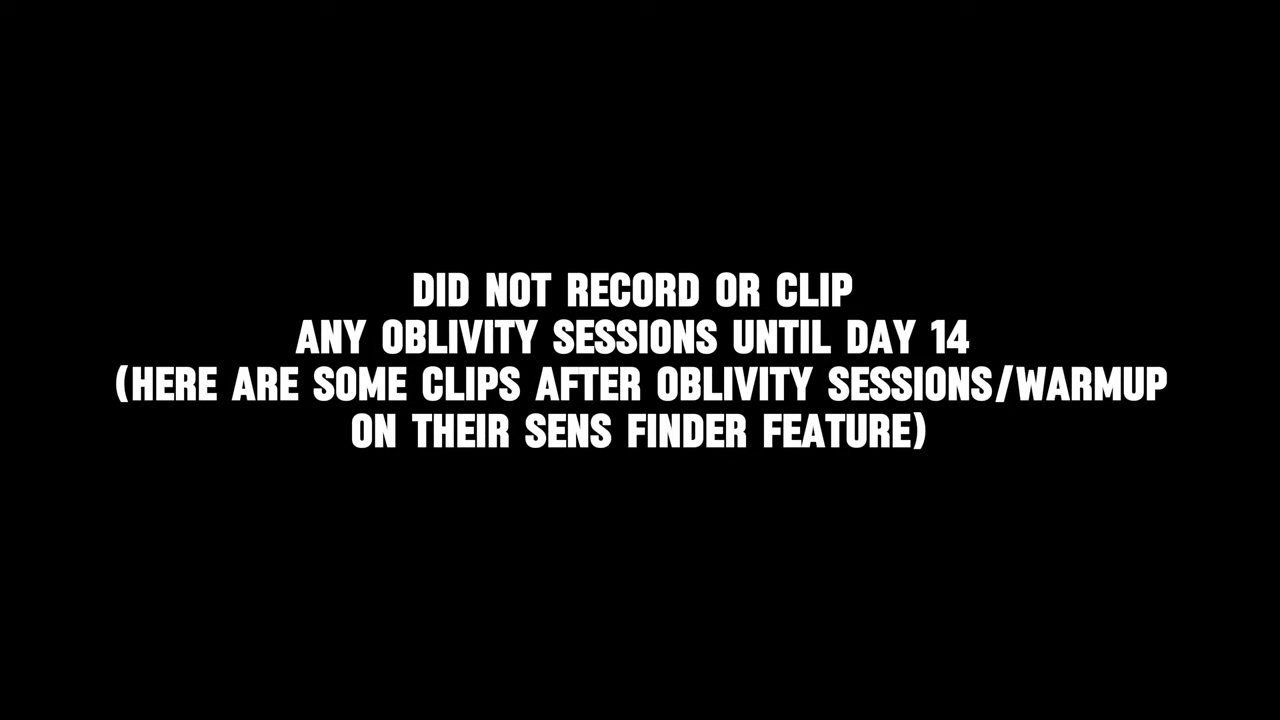 DID NOT RECORD OR CLIP
ANY OBLIVITY SESSIONS UNTIL DAY 14
(HERE ARE SOME CLIPS AFTER OBLIVITY SESSIONS/WARMUP
ON THEIR SENS FINDER FEATURE)